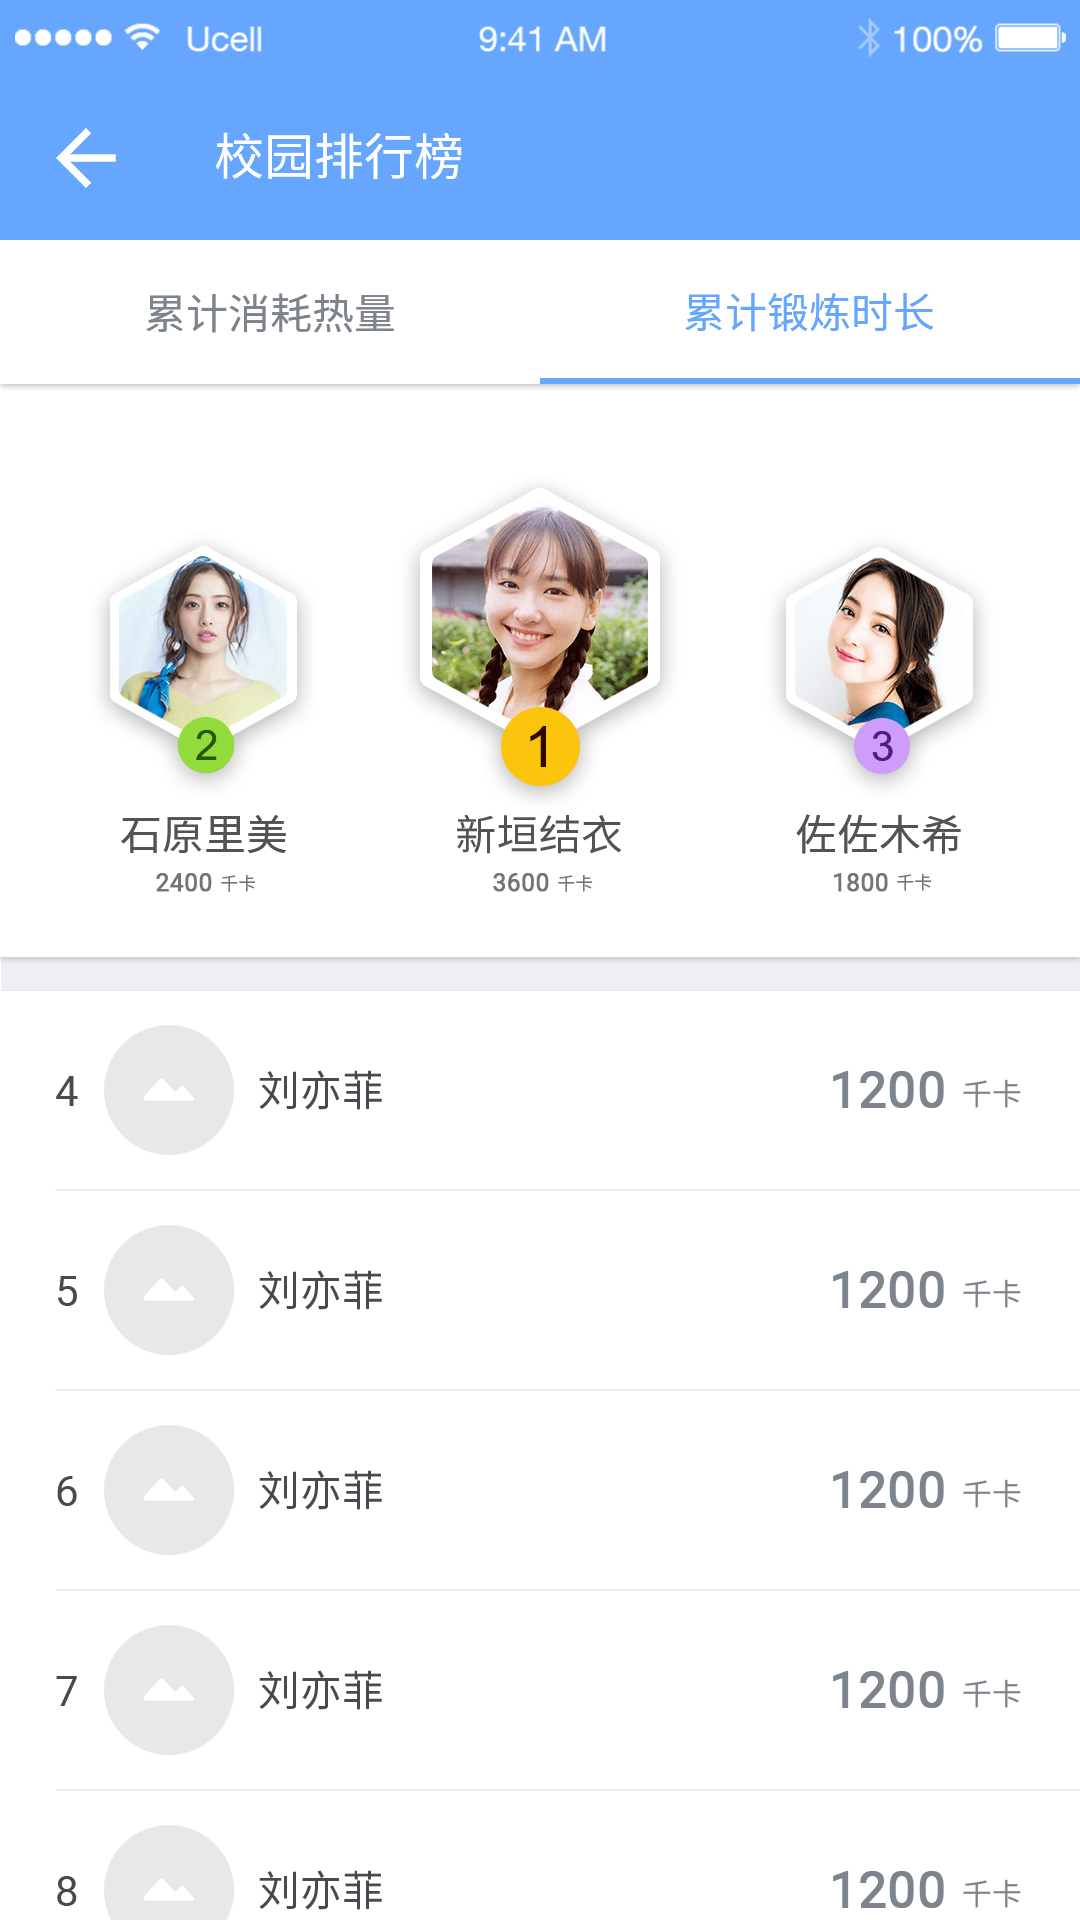 Ucell 9:41 AM 100%
校园排行榜
累计消耗热量 累计锻炼时长
2 1 3
石原里美 新垣结衣 佐佐木希
2400 千卡 3600 千卡 1800 千卡
4 刘亦菲 1200 千卡
5 刘亦菲 1200 千卡
6 刘亦菲 1200 千卡
7 刘亦菲 1200 千卡
8 刘亦菲 1200 千卡